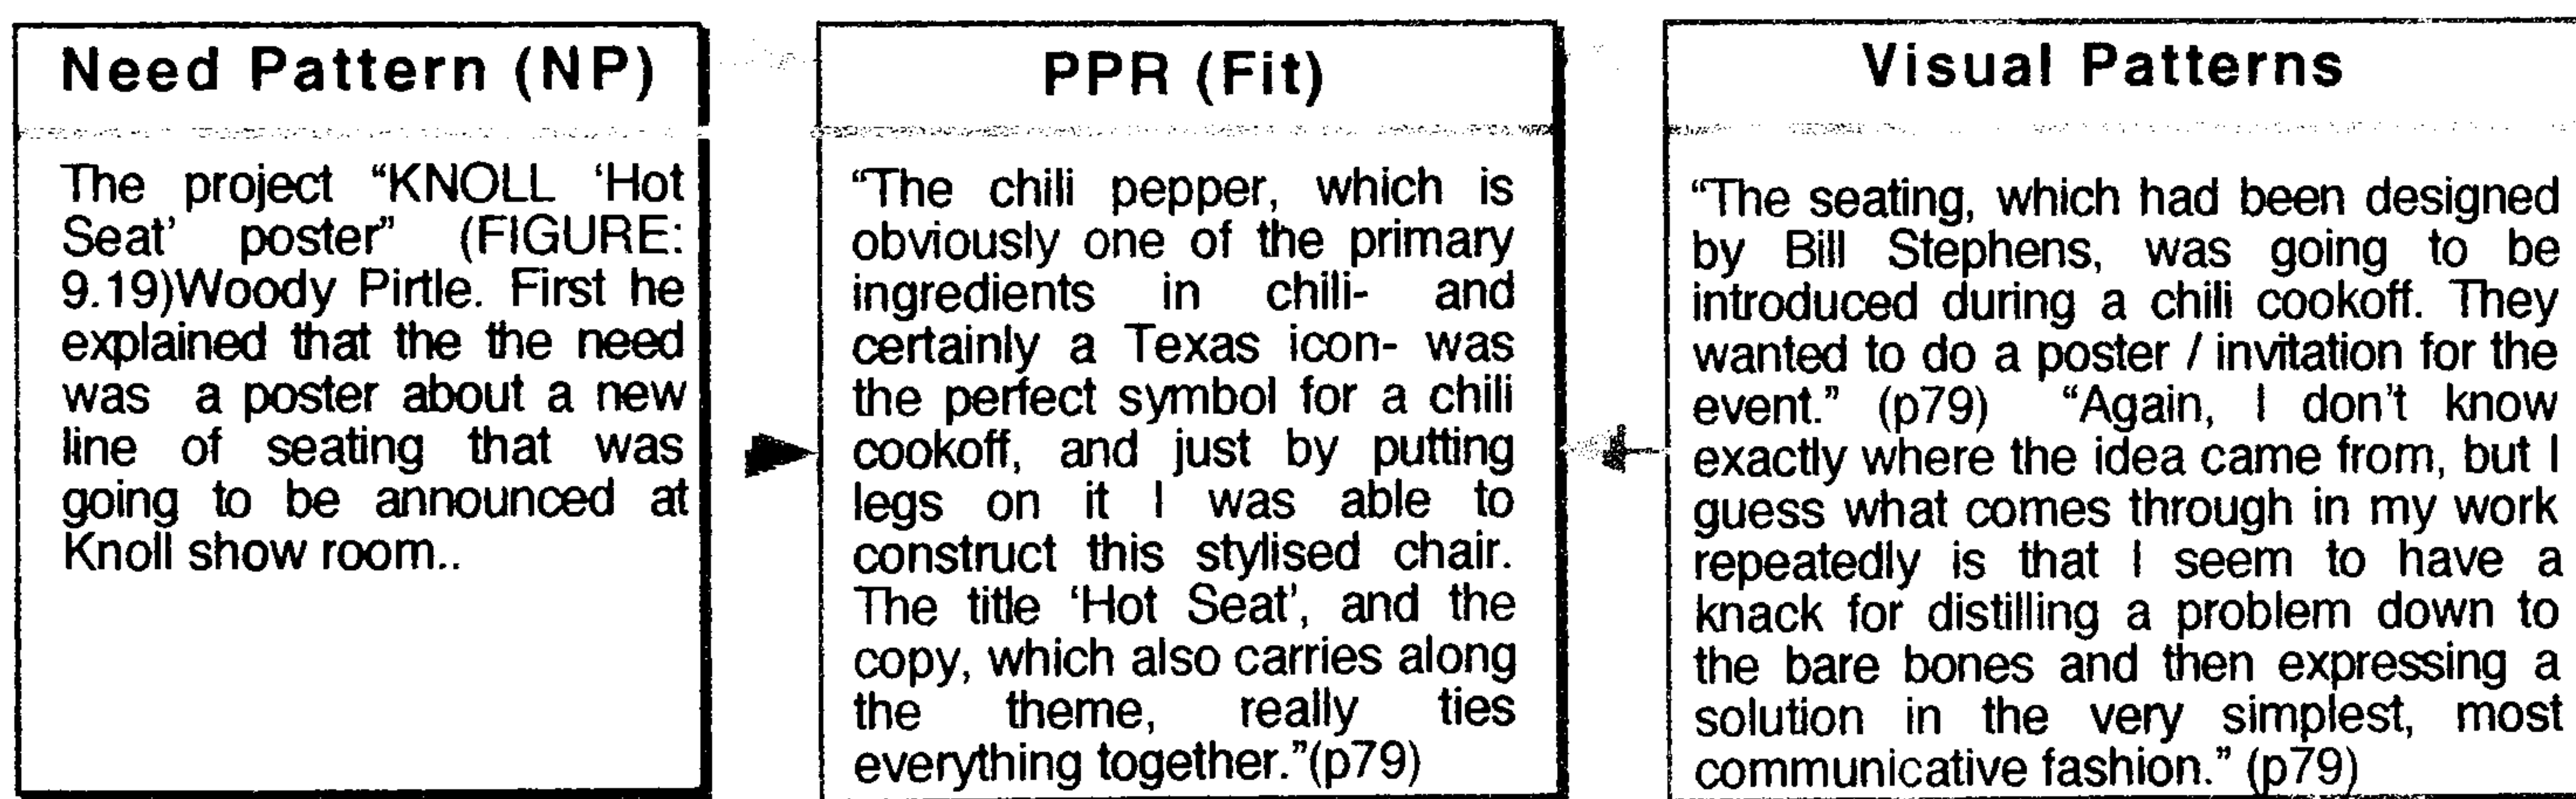 Need Pattern (NP)
The project “KNOLL ‘Hot
Seat’ poster” (FIGURE:
9.19)Woody Pirtle. First he
explained that the the need
was a poster about a new
line of seating that was
going to be announced at
Knoll show room..
PPR (Fit)
“The chili pepper, which is
obviously one of the primary
ingredients in chili- and
certainly a Texas icon- was
the perfect symbol for a chili
cookoff, and just by putting
legs on it I was able to
construct this stylised chair.
The title ‘Hot Seat’, and the
copy, which also carries along
the theme, really ties
everything together.”(p79)
Visual Patterns
“The seating, which had been designed
by Bill Stephens, was going to be
introduced during a chili cookoff. They
wanted to do a poster / invitation for the
event.” (p79) “Again, I don't know
exactly where the idea came from, but I
guess what comes through in my work
repeatedly is that I seem to have a
knack for distilling a problem down to
the bare bones and then expressing a
solution in the very simplest, most
communicative fashion.” (p79)